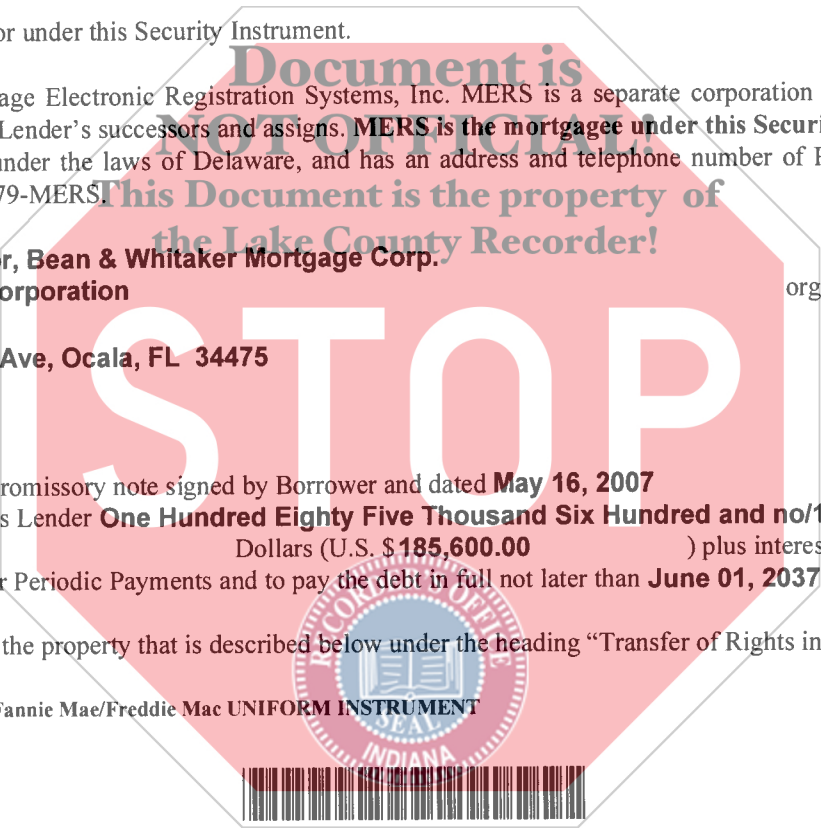 or under this Security Instrument.
Document is
age Electronic Registration Systems, Inc. MERS is a separate corporation
NOT OFFICIAL!
Lender's successors and assigns. MERS is the mortgagee under this Securi
under the laws of Delaware, and has an address and telephone number of
79-MERS.
This Document is the property of
the Lake County Recorder!
r, Bean & Whitaker Mortgage Corp.
orporation
org
STOP
Ave, Ocala, FL 34475
romissory note signed by Borrower and dated May 16, 2007
s Lender One Hundred Eighty Five Thousand Six Hundred and no/1
Dollars (U.S. $185,600.00 ) plus interes
r Periodic Payments and to pay the debt in full not later than June 01, 2037
the property that is described below under the heading “Transfer of Rights in
RECORDER'S OFFICE
SEAL
INDIANA
Fannie Mae/Freddie Mac UNIFORM INSTRUMENT